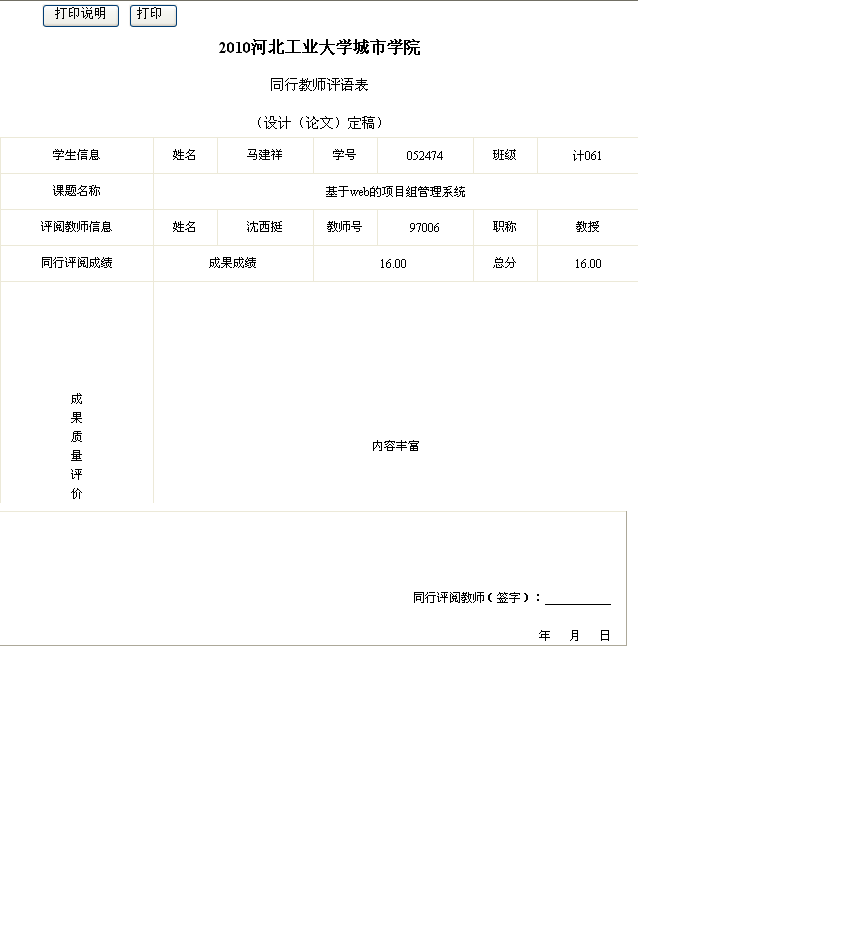 打印说明 打印
2010河北工业大学城市学院
同行教师评语表
（设计（论文）定稿）
学生信息 姓名 马建祥 学号 052474 班级 计061
课题名称 基于web的项目组管理系统
评阅教师信息 姓名 沈西挺 教师号 97006 职称 教授
同行评阅成绩 成果成绩 16.00 总分 16.00
成
果
质
量
评
价
内容丰富
同行评阅教师(签字)：___________
年 月 日